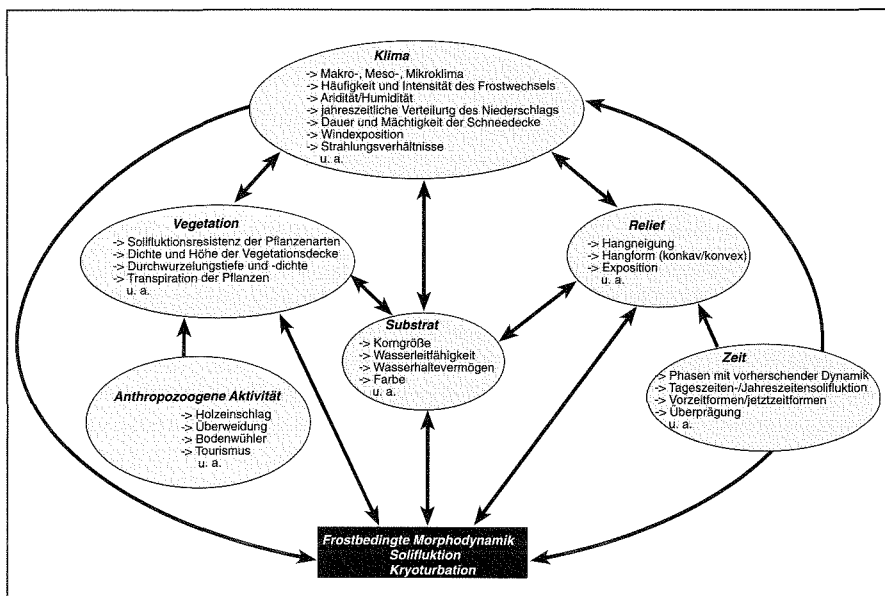 Klima
-> Makro-, Meso-, Mikroklima
-> Häufigkeit und Intensität des Frostwechsels
-> Aridität/Humidität
-> jahreszeitliche Verteilung des Niederschlags
-> Dauer und Mächtigkeit der Schneedecke
-> Windexposition
-> Strahlungsverhältnisse
u. a.
Vegetation
-> Solifluktionsresistenz der Pflanzenarten
-> Dichte und Höhe der Vegetationsdecke
-> Durchwurzelungstiefe und -dichte
-> Transpiration der Pflanzen
u. a.
Relief
-> Hangneigung
-> Hangform (konkav/konvex)
-> Exposition
u. a.
Substrat
-> Korngröße
-> Wasserleitfähigkeit
-> Wasserhaltevermögen
-> Farbe
u. a.
Anthropozoogene Aktivität
-> Holzeinschlag
-> Überweidung
-> Bodenwühler
-> Tourismus
u. a.
Zeit
-> Phasen mit vorherschender Dynamik
-> Tageszeiten-/Jahreszeitensolifluktion
-> Vorzeitformen/jetztzeitformen
-> Überprägung
u. a.
Frostbedingte Morphodynamik
Solifluktion
Kryoturbation